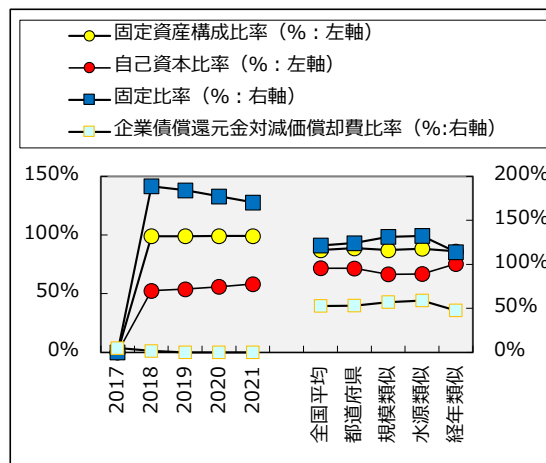 固定資産構成比率（%：左軸）
自己資本比率（%：左軸）
固定比率（%：右軸）
企業債償還元金対減価償却費比率（%:右軸）
150%
100%
50%
0%
200%
150%
100%
50%
0%
2017
2018
2019
2020
2021
全国平均
都道府県
規模類似
水源類似
経年類似